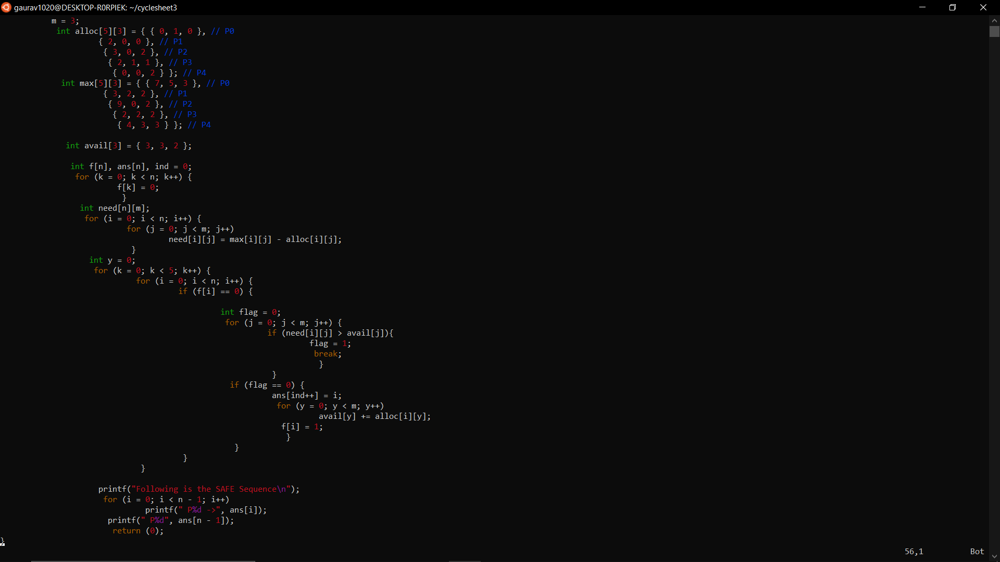 gaurav1020@DESKTOP-R0RPIEK: ~/cyclesheet3
m = 3;
int alloc[5][3] = { { 0, 1, 0 }, // P0
{ 2, 0, 0 }, // P1
{ 3, 0, 2 }, // P2
{ 2, 1, 1 }, // P3
{ 0, 0, 2 } }; // P4
int max[5][3] = { { 7, 5, 3 }, // P0
{ 3, 2, 2 }, // P1
{ 9, 0, 2 }, // P2
{ 2, 2, 2 }, // P3
{ 4, 3, 3 } }; // P4
int avail[3] = { 3, 3, 2 };
int f[n], ans[n], ind = 0;
for (k = 0; k < n; k++) {
f[k] = 0;
}
int need[n][m];
for (i = 0; i < n; i++) {
for (j = 0; j < m; j++)
need[i][j] = max[i][j] - alloc[i][j];
}
int y = 0;
for (k = 0; k < 5; k++) {
for (i = 0; i < n; i++) {
if (f[i] == 0) {
int flag = 0;
for (j = 0; j < m; j++) {
if (need[i][j] > avail[j]){
flag = 1;
break;
}
}
if (flag == 0) {
ans[ind++] = i;
for (y = 0; y < m; y++)
avail[y] += alloc[i][y];
f[i] = 1;
}
}
}
}
printf("Following is the SAFE Sequence\n");
for (i = 0; i < n - 1; i++)
printf(" P%d ->", ans[i]);
printf(" P%d", ans[n - 1]);
return (0);
}
56,1 Bot